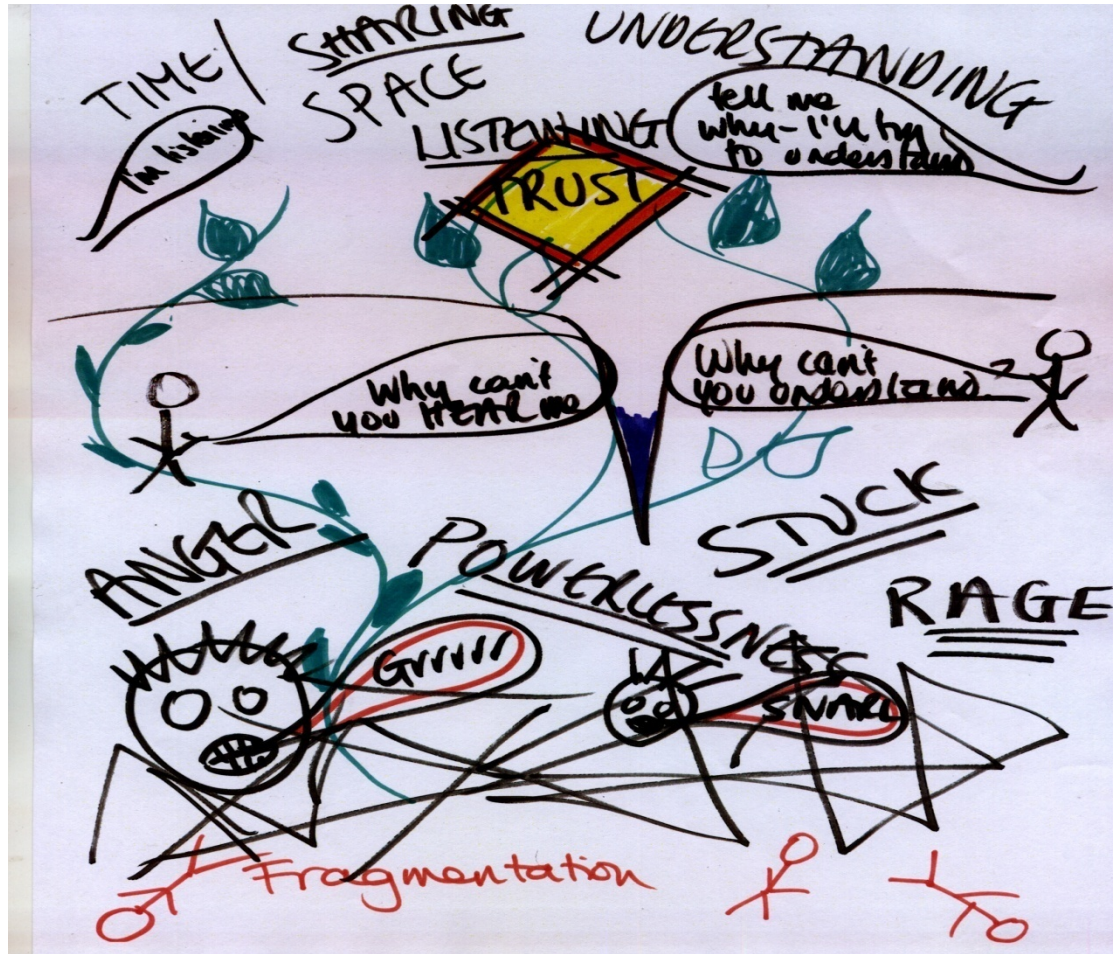 TIME/
SHARING
SPACE
UNDERSTANDING
I'm listening
LISTENING
tell me
why - I'll try
to understand
TRUST
Why can't
you HEAR me
Why can't
you understand
ANGER
POWERLESSNESS
STUCK
RAGE
Grrrrr
SNARL
Fragmentation